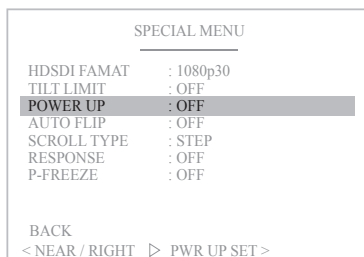 SPECIAL MENU
HDSDI FAMAT : 1080p30
TILT LIMIT : OFF
POWER UP : OFF
AUTO FLIP : OFF
SCROLL TYPE : STEP
RESPONSE : OFF
P-FREEZE : OFF
BACK
< NEAR / RIGHT ▷ PWR UP SET >